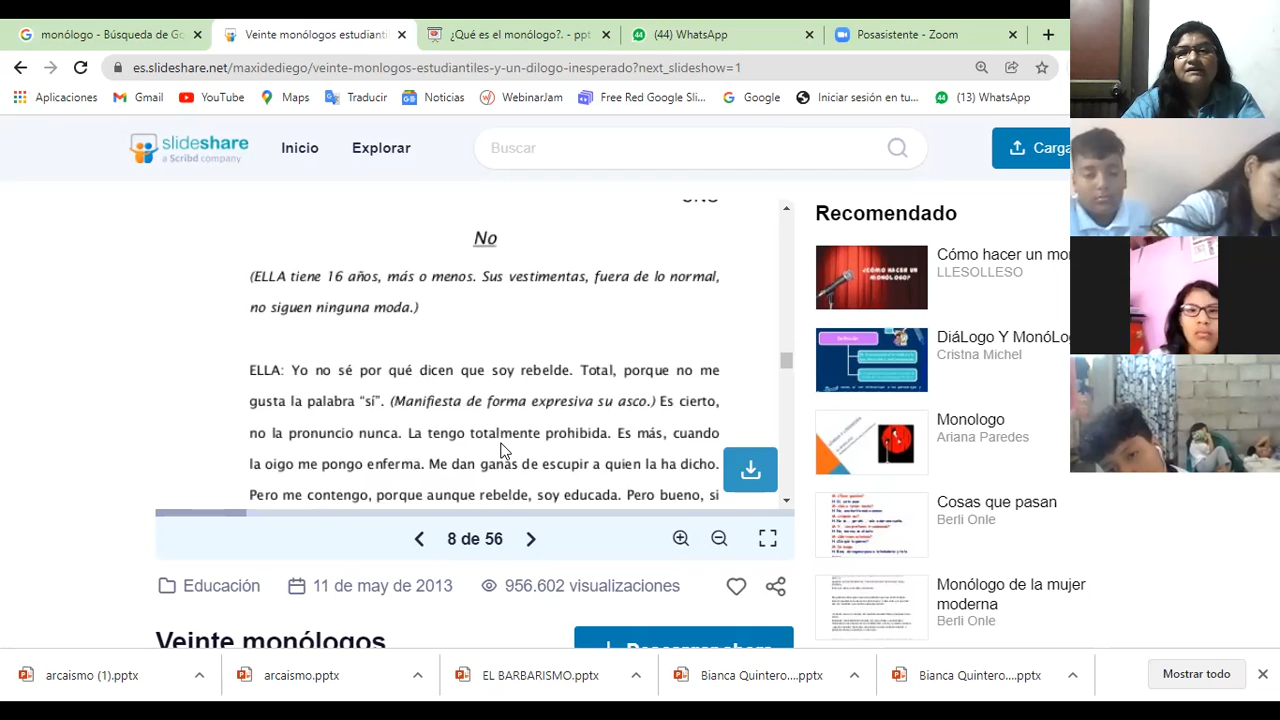 monólogo - Búsqueda de Go
Veinte monólogos estudianti
¿Qué es el monólogo?. - ppt
(44) WhatsApp
Posasistente - Zoom
es.slideshare.net/maxidediego/veinte-monlogos-estudiantiles-y-un-dilogo-inesperado?next_slideshow=1
Aplicaciones
Gmail
YouTube
Maps
Traducir
Noticias
WebinarJam
Free Red Google Sli...
Google
Iniciar sesión en tu...
(13) WhatsApp
slideshare
a Scribd company
Inicio
Explorar
Buscar
Carga
UNO
No
(ELLA tiene 16 años, más o menos. Sus vestimentas, fuera de lo normal,
no siguen ninguna moda.)
ELLA: Yo no sé por qué dicen que soy rebelde. Total, porque no me
gusta la palabra “sí”. (Manifiesta de forma expresiva su asco.) Es cierto,
no la pronuncio nunca. La tengo totalmente prohibida. Es más, cuando
la oigo me pongo enferma. Me dan ganas de escupir a quien la ha dicho.
Pero me contengo, porque aunque rebelde, soy educada. Pero bueno, si
de 56
Educación
11 de may de 2013
356,602 visualizaciones
Veinte monólogos
Recomendado
¿CÓMO HACER UN
MONÓLOGO?
Cómo hacer un mon
LLESOLLESO
Definición
DiáLogo Y MonóLo
Cristna Michel
Monologo
Ariana Paredes
Cosas que pasan
Berli Onle
Monólogo de la mujer
moderna
Berli Onle
arcaismo (1).pptx
arcaismo.pptx
EL BARBARISMO.pptx
Bianca Quintero....pptx
Bianca Quintero....pptx
Mostrar todo